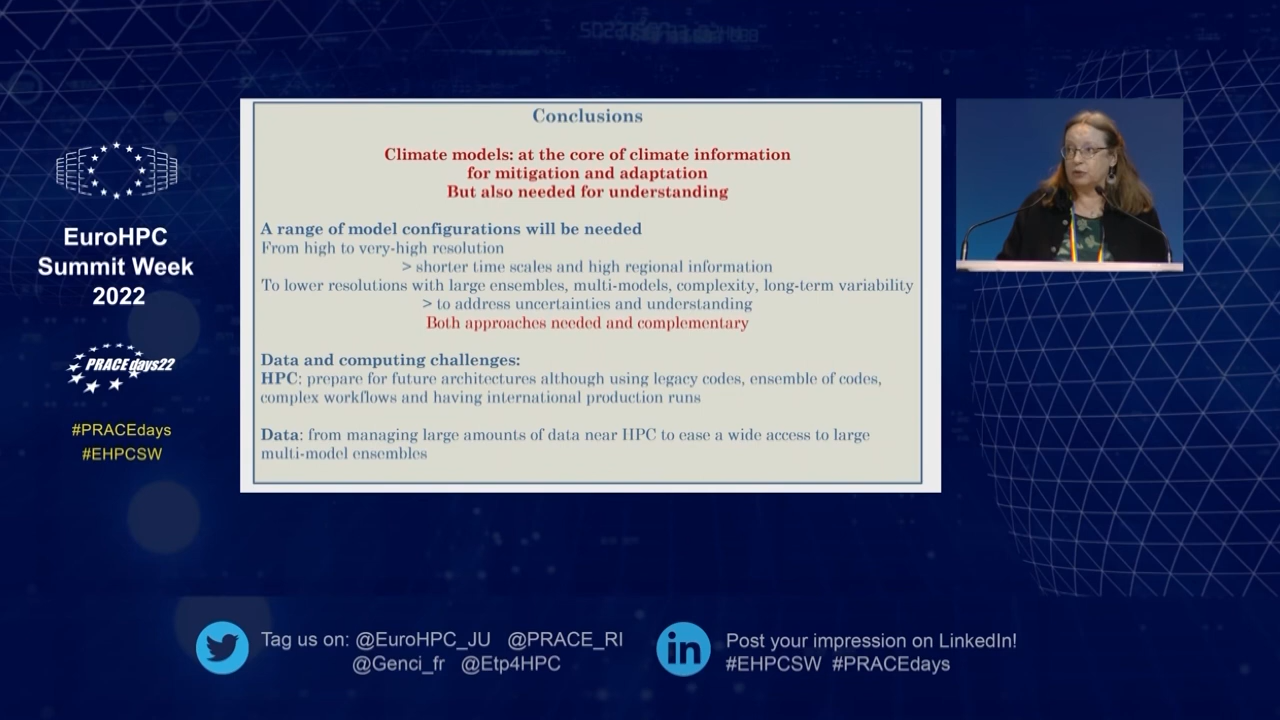 EuroHPC
Summit Week
2022
PRACEdays22
#PRACEdays
#EHPCSW
Conclusions
Climate models: at the core of climate information
for mitigation and adaptation
But also needed for understanding
A range of model configurations will be needed
From high to very-high resolution
> shorter time scales and high regional information
To lower resolutions with large ensembles, multi-models, complexity, long-term variability
> to address uncertainties and understanding
Both approaches needed and complementary
Data and computing challenges:
HPC: prepare for future architectures although using legacy codes, ensemble of codes,
complex workflows and having international production runs
Data: from managing large amounts of data near HPC to ease a wide access to large
multi-model ensembles
Tag us on: @EuroHPC_JU @PRACE_RI
@Genci_fr @Etp4HPC
in
Post your impression on LinkedIn!
#EHPCSW #PRACEdays